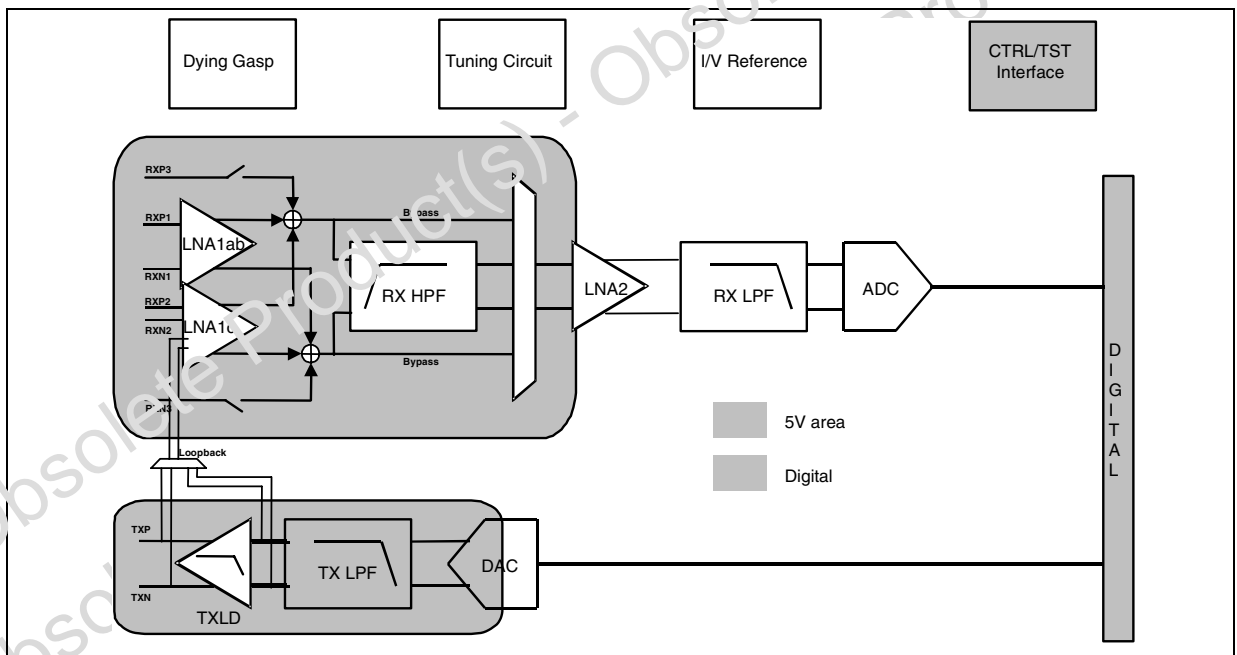 Dying Gasp
Tuning Circuit
I/V Reference
CTRL/TST
Interface
RXP3
RXP1
LNA1ab
RXN1
RXP2
RXN2
Bypass
RX HPF
LNA2
RX LPF
ADC
Bypass
Loopback
5V area
Digital
DIGITAL
TXP
TXN
TXLD
TX LPF
DAC
Obsolete Product(s) - Obsolete